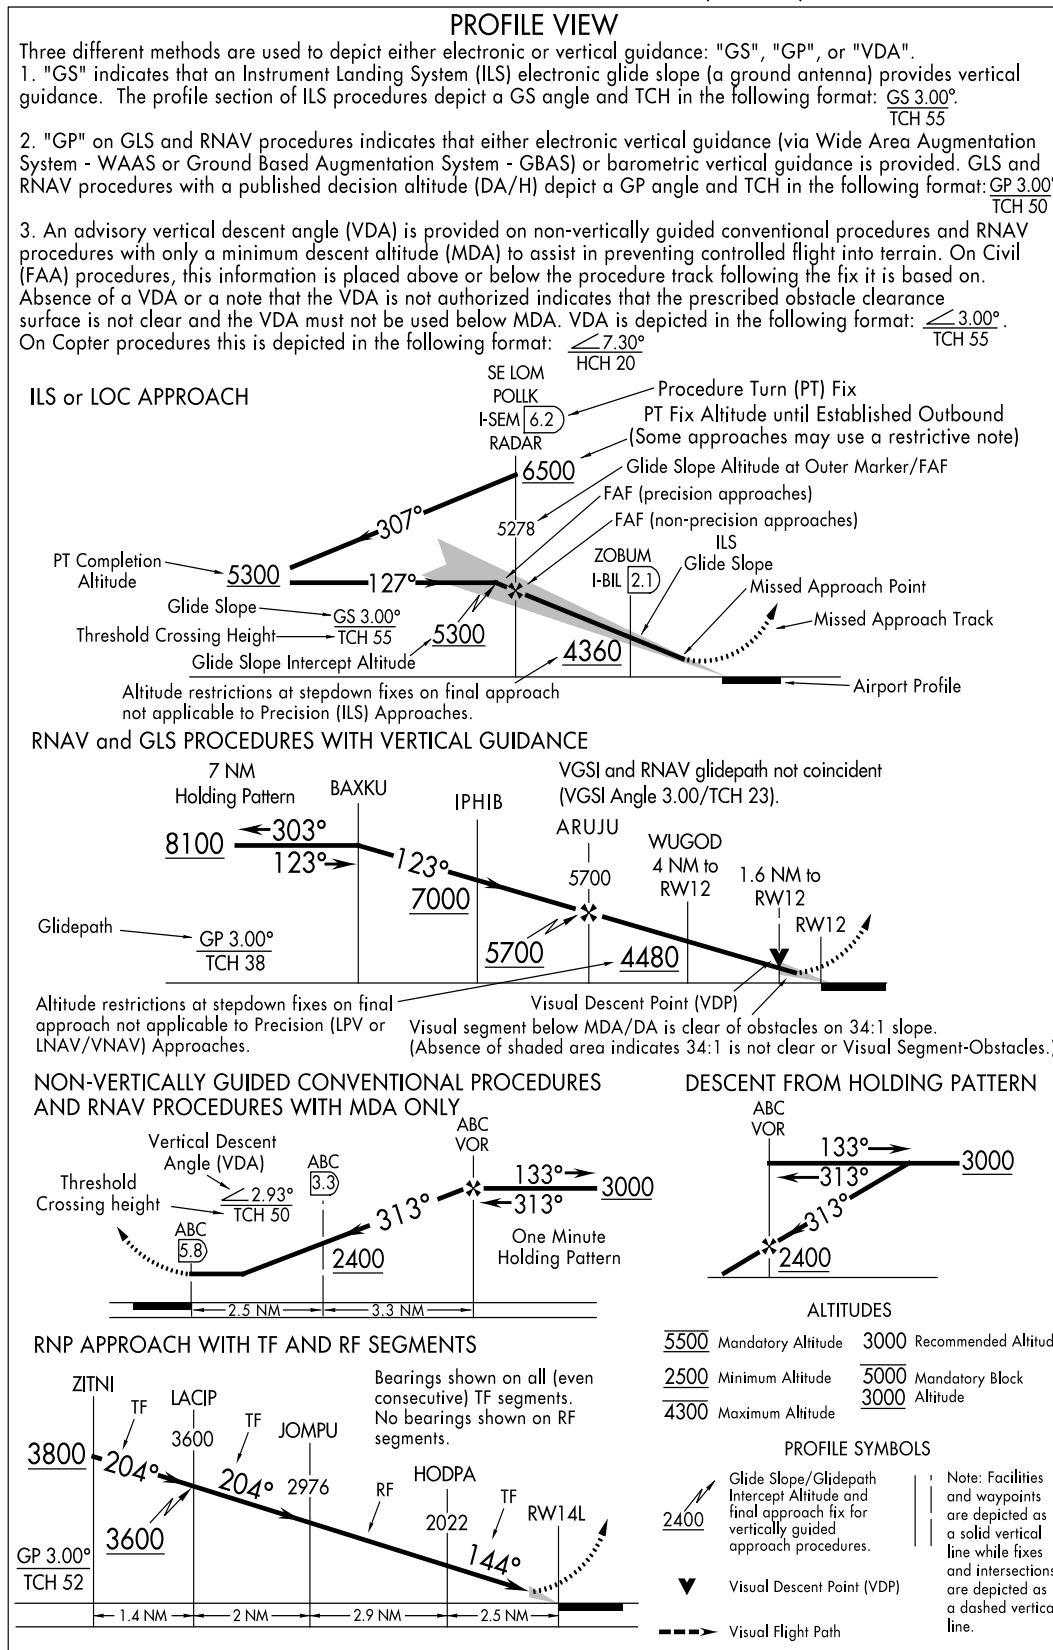 PROFILE VIEW
Three different methods are used to depict either electronic or vertical guidance: "GS", "GP", or "VDA".
1. "GS" indicates that an Instrument Landing System (ILS) electronic glide slope (a ground antenna) provides vertical
guidance. The profile section of ILS procedures depict a GS angle and TCH in the following format: GS 3.00°.
TCH 55
2. "GP" on GLS and RNAV procedures indicates that either electronic vertical guidance (via Wide Area Augmentation
System - WAAS or Ground Based Augmentation System - GBAS) or barometric vertical guidance is provided. GLS and
RNAV procedures with a published decision altitude (DA/H) depict a GP angle and TCH in the following format: GP 3.00°
TCH 50
3. An advisory vertical descent angle (VDA) is provided on non-vertically guided conventional procedures and RNAV
procedures with only a minimum descent altitude (MDA) to assist in preventing controlled flight into terrain. On Civil
(FAA) procedures, this information is placed above or below the procedure track following the fix it is based on.
Absence of a VDA or a note that the VDA is not authorized indicates that the prescribed obstacle clearance
surface is not clear and the VDA must not be used below MDA. VDA is depicted in the following format: 3.00°.
TCH 55
On Copter procedures this is depicted in the following format: 7.30°
HCH 20
ILS or LOC APPROACH
SE LOM
POLLK
I-SEM 6.2
RADAR
Procedure Turn (PT) Fix
PT Fix Altitude until Established Outbound
(Some approaches may use a restrictive note)
6500
Glide Slope Altitude at Outer Marker/FAF
FAF (precision approaches)
307°
5278
FAF (non-precision approaches)
ZOBUM
I-BIL 2.1
ILS
Glide Slope
PT Completion
Altitude
5300
127°
Missed Approach Point
Glide Slope
GS 3.00°
TCH 55
Threshold Crossing Height
5300
Missed Approach Track
Glide Slope Intercept Altitude
4360
Altitude restrictions at stepdown fixes on final approach
not applicable to Precision (ILS) Approaches.
Airport Profile
RNAV and GLS PROCEDURES WITH VERTICAL GUIDANCE
7 NM
Holding Pattern
BAXKU
IPHIB
VGSI and RNAV glidepath not coincident
(VGSI Angle 3.00/TCH 23).
ARUJU
WUGOD
4 NM to
RW12
1.6 NM to
RW12
RW12
8100
303°
123°
123°
7000
5700
5700
4480
Glidepath
GP 3.00°
TCH 38
Altitude restrictions at stepdown fixes on final
approach not applicable to Precision (LPV or
LNAV/VNAV) Approaches.
Visual Descent Point (VDP)
Visual segment below MDA/DA is clear of obstacles on 34:1 slope.
(Absence of shaded area indicates 34:1 is not clear or Visual Segment-Obstacles.)
NON-VERTICALLY GUIDED CONVENTIONAL PROCEDURES
AND RNAV PROCEDURES WITH MDA ONLY
Vertical Descent
Angle (VDA)
Threshold
Crossing height
2.93°
TCH 50
ABC
5.8
ABC
3.3
ABC
VOR
313°
2400
133°
313°
3000
One Minute
Holding Pattern
2.5 NM
3.3 NM
DESCENT FROM HOLDING PATTERN
ABC
VOR
133°
313°
3000
313°
2400
RNP APPROACH WITH TF AND RF SEGMENTS
ZITNI
TF
LACIP
3600
TF
JOMPU
2976
Bearings shown on all (even
consecutive) TF segments.
No bearings shown on RF
segments.
HODPA
RF
2022
TF
RW14L
3800
204°
204°
3600
144°
GP 3.00°
TCH 52
1.4 NM
2 NM
2.9 NM
2.5 NM
ALTITUDES
5500 Mandatory Altitude
3000 Recommended Altitud
2500 Minimum Altitude
5000 Mandatory Block
3000 Altitude
4300 Maximum Altitude
PROFILE SYMBOLS
2400
Glide Slope/Glidepath
Intercept Altitude and
final approach fix for
vertically guided
approach procedures.
Visual Descent Point (VDP)
Visual Flight Path
Note: Facilities
and waypoints
are depicted as
a solid vertical
line while fixes
and intersections
are depicted as
a dashed vertica
line.